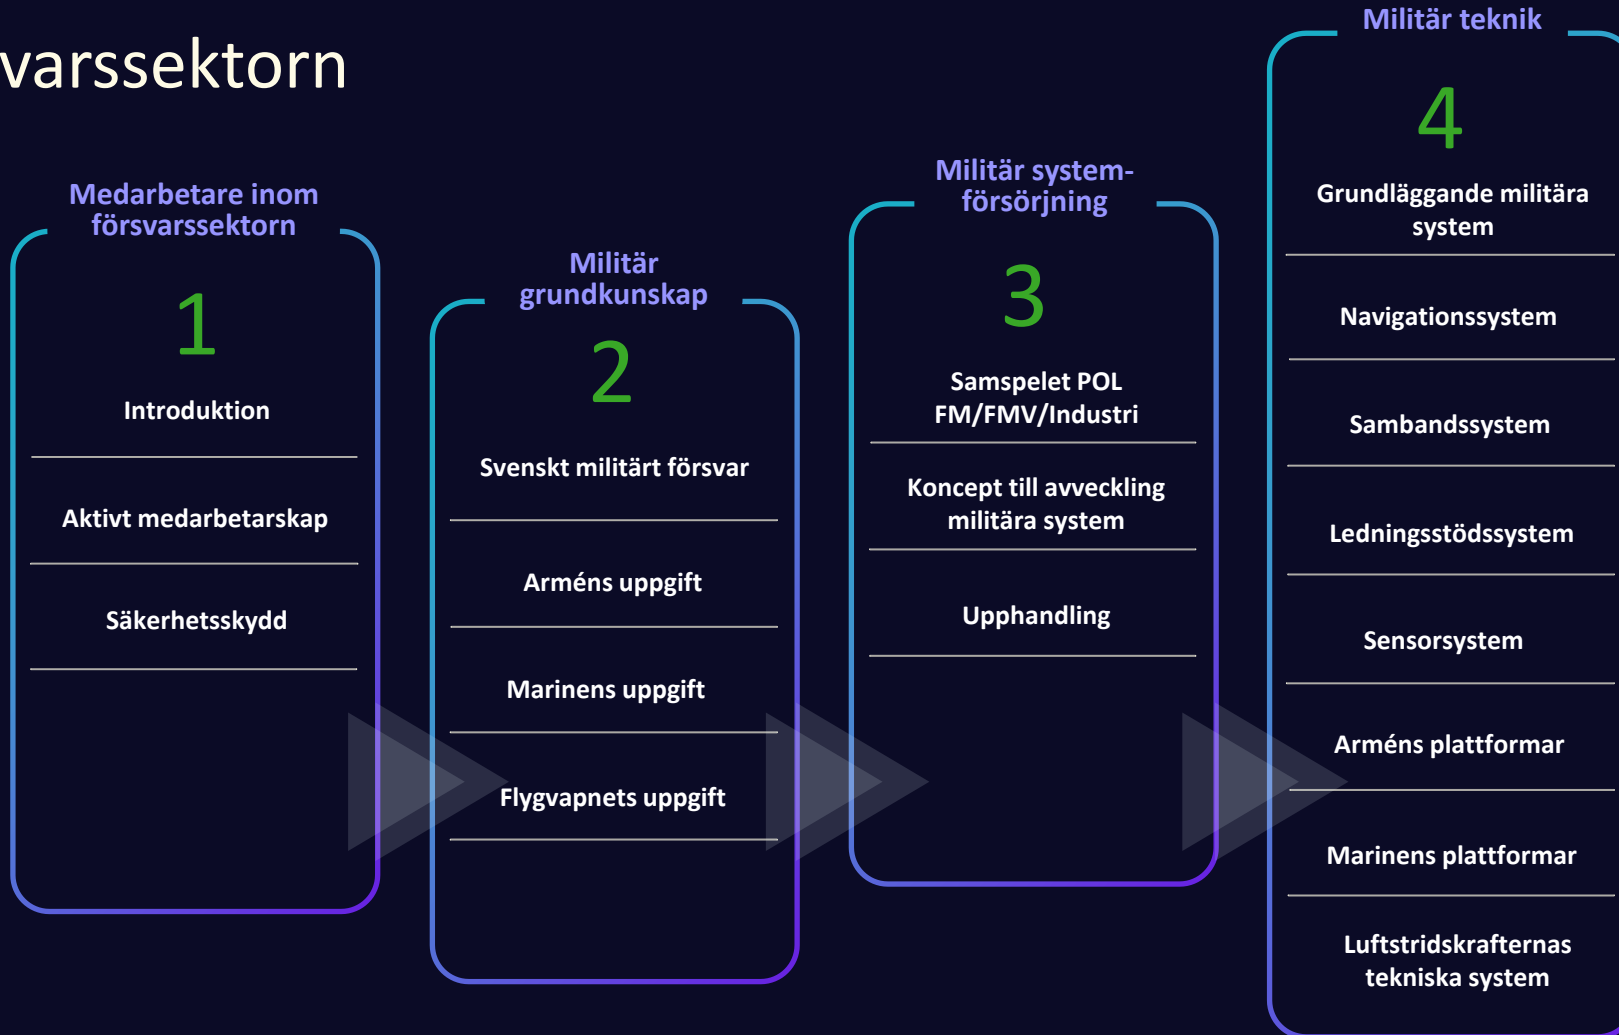 varssektorn
Medarbetare inom
försvarssektorn
1
Introduktion
Aktivt medarbetarskap
Säkerhetsskydd
Militär
grundkunskap
2
Svenskt militärt försvar
Arméns uppgift
Marinens uppgift
Flygvapnets uppgift
Militär system-
försörjning
3
Samspelet POL
FM/FMV/Industri
Koncept till avveckling
militära system
Upphandling
Militär teknik
4
Grundläggande militära
system
Navigationssystem
Sambandssystem
Ledningsstödssystem
Sensorsystem
Arméns plattformar
Marinens plattformar
Luftstridskrafternas
tekniska system